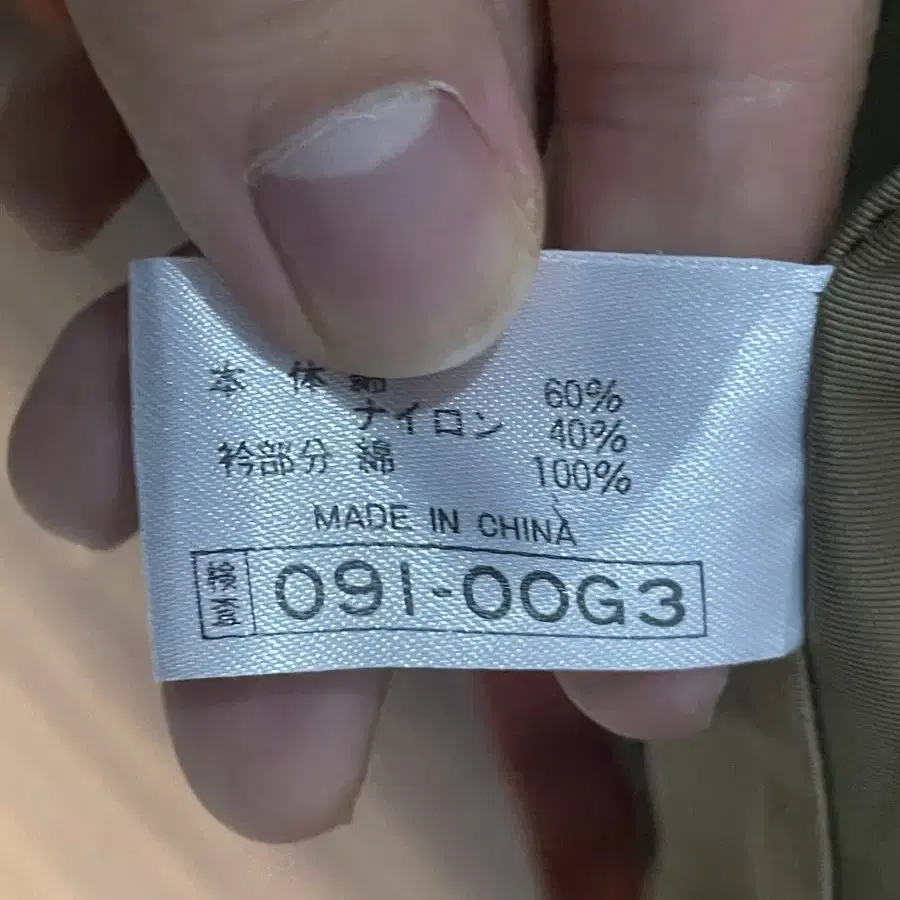 本 体 綿 60%
ナイロン 40%
衿部分 綿 100%
MADE IN CHINA
091-00G3